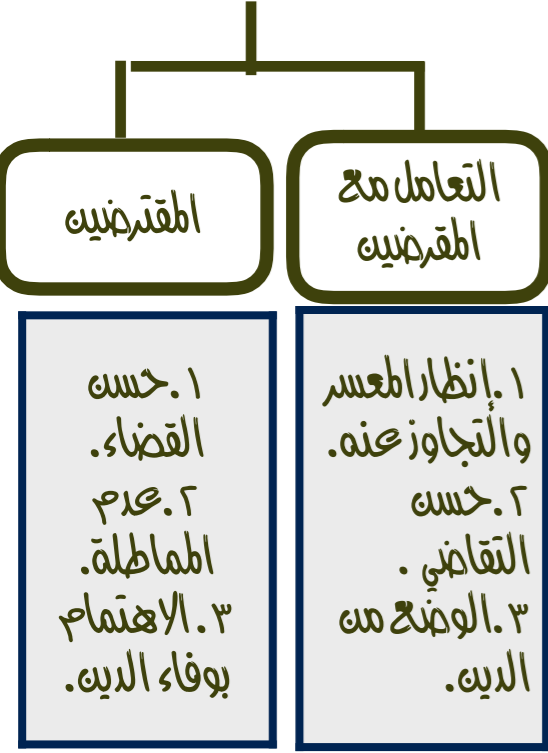 التعامل مع
المقرضين
١.إنظار المعسر
والتجاوز عنه.
٢.حسن
التقاضي .
٣.الوضع من
الدين.
المقترضين
١.حسن
القضاء.
٢.عدم
المماطلة.
٣.الاهتمام
بوفاء الدين.